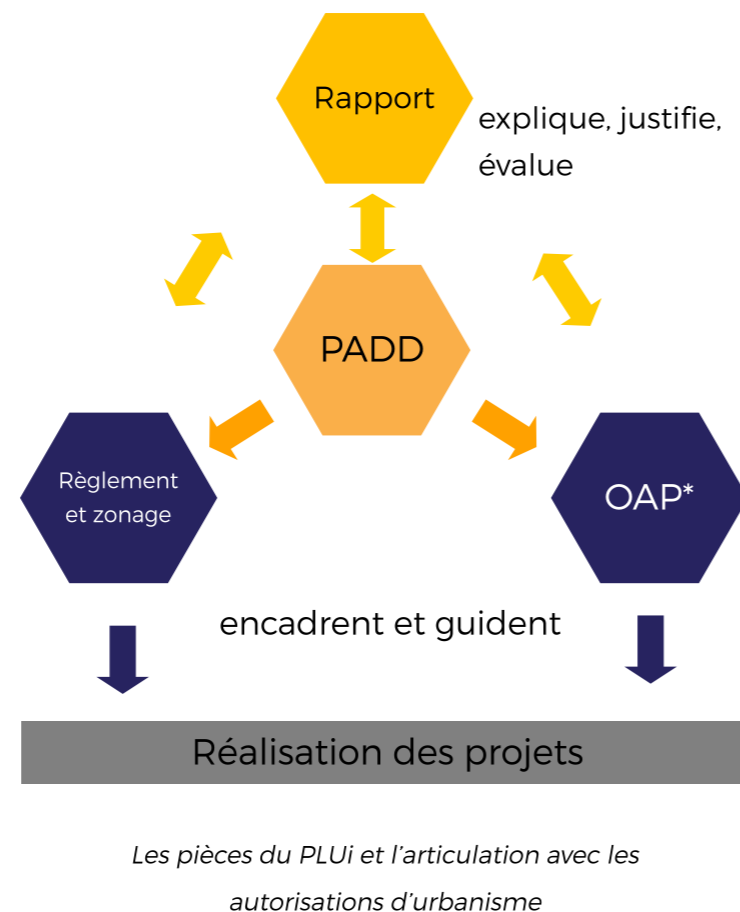 Rapport
explique, justifie,
évalue
PADD
Règlement
et zonage
OAP*
encadrent et guident
Réalisation des projets
Les pièces du PLUi et l'articulation avec les
autorisations d'urbanisme